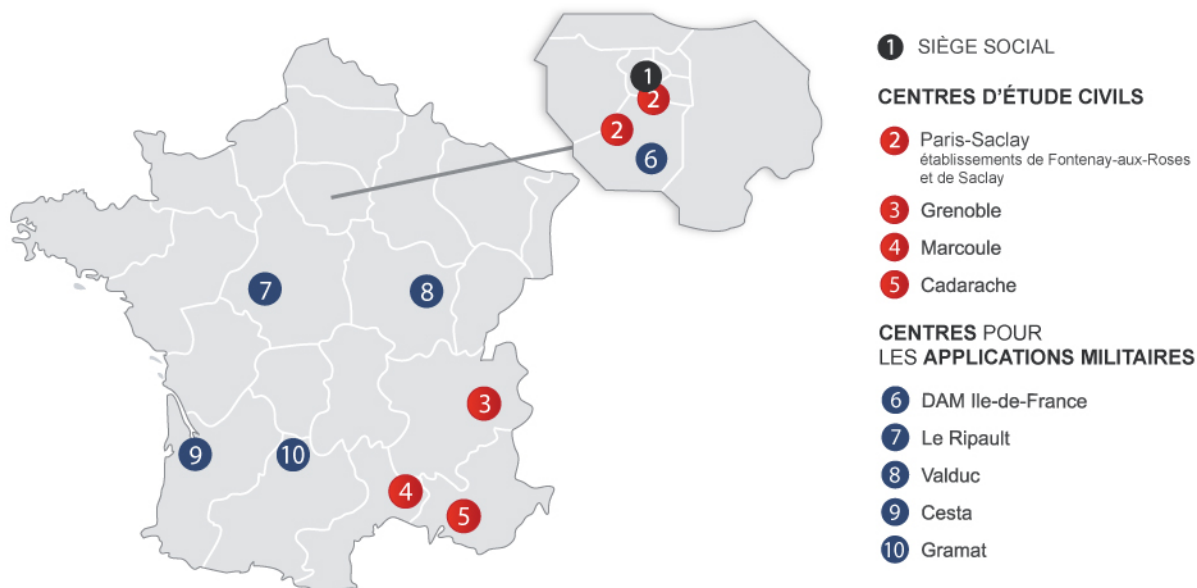 1
2
2
6
7
8
3
9
10
4
5
1 SIÈGE SOCIAL
CENTRES D'ÉTUDE CIVILS
2 Paris-Saclay
établissements de Fontenay-aux-Roses
et de Saclay
3 Grenoble
4 Marcoule
5 Cadarache
CENTRES POUR
LES APPLICATIONS MILITAIRES
6 DAM Ile-de-France
7 Le Ripault
8 Valduc
9 Cesta
10 Gramat